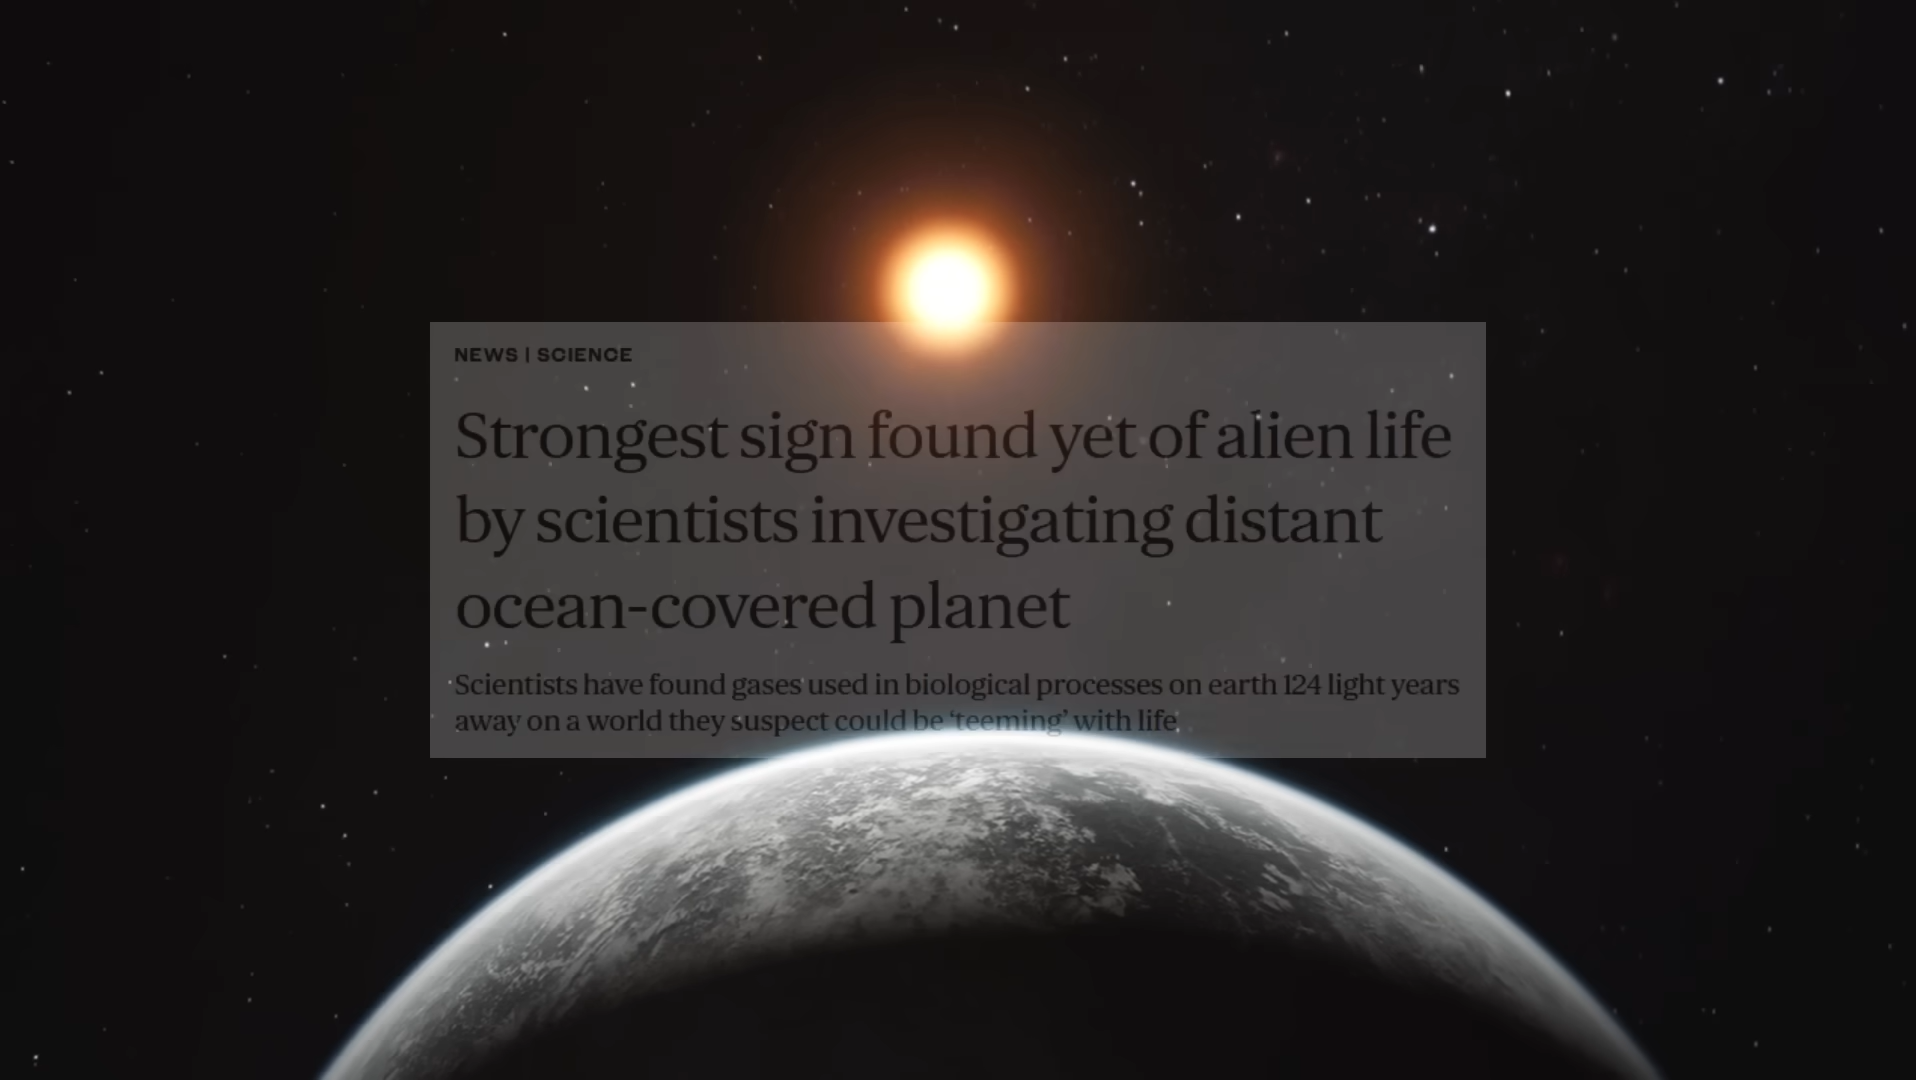 NEWS | SCIENCE
Strongest sign found yet of alien life
by scientists investigating distant
ocean-covered planet
Scientists have found gases used in biological processes on earth 124 light years
away on a world they suspect could be ‘teeming’ with life